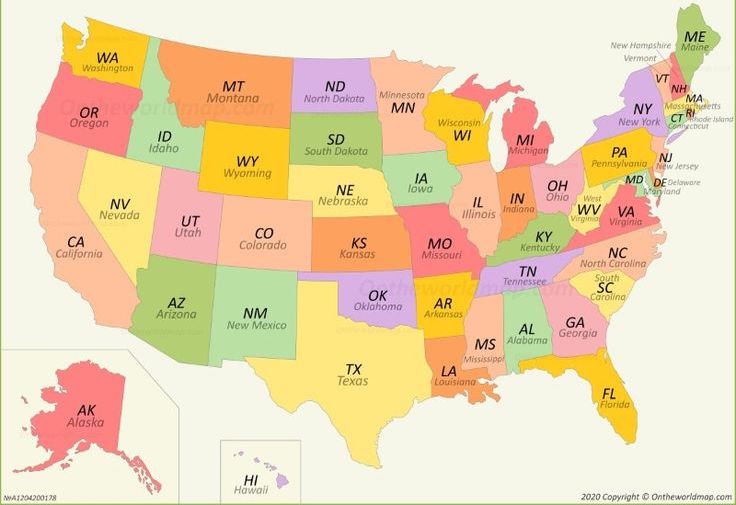 WA
Washington
OR
Oregon
CA
California
NV
Nevada
ID
Idaho
MT
Montana
WY
Wyoming
UT
Utah
CO
Colorado
AZ
Arizona
NM
New Mexico
ND
North Dakota
SD
South Dakota
NE
Nebraska
KS
Kansas
OK
Oklahoma
TX
Texas
Minnesota
MN
IA
Iowa
MO
Missouri
AR
Arkansas
LA
Louisiana
Wisconsin
WI
IL
Illinois
MI
Michigan
IN
Indiana
OH
Ohio
KY
Kentucky
TN
Tennessee
MS
Mississippi
AL
Alabama
GA
Georgia
FL
Florida
South
SC
Carolina
NC
North Carolina
VA
Virginia
West
WV
Virginia
PA
Pennsylvania
NY
New York
ME
Maine
New Hampshire
Vermont
VT
NH
MA
Massachusetts
RI
Rhode Island
CT
Connecticut
NJ
New Jersey
DE
Delaware
MD
Maryland
AK
Alaska
HI
Hawaii
Ontheworldmap.com
Ontheworldmap.com
2020 Copyright © Ontheworldmap.com